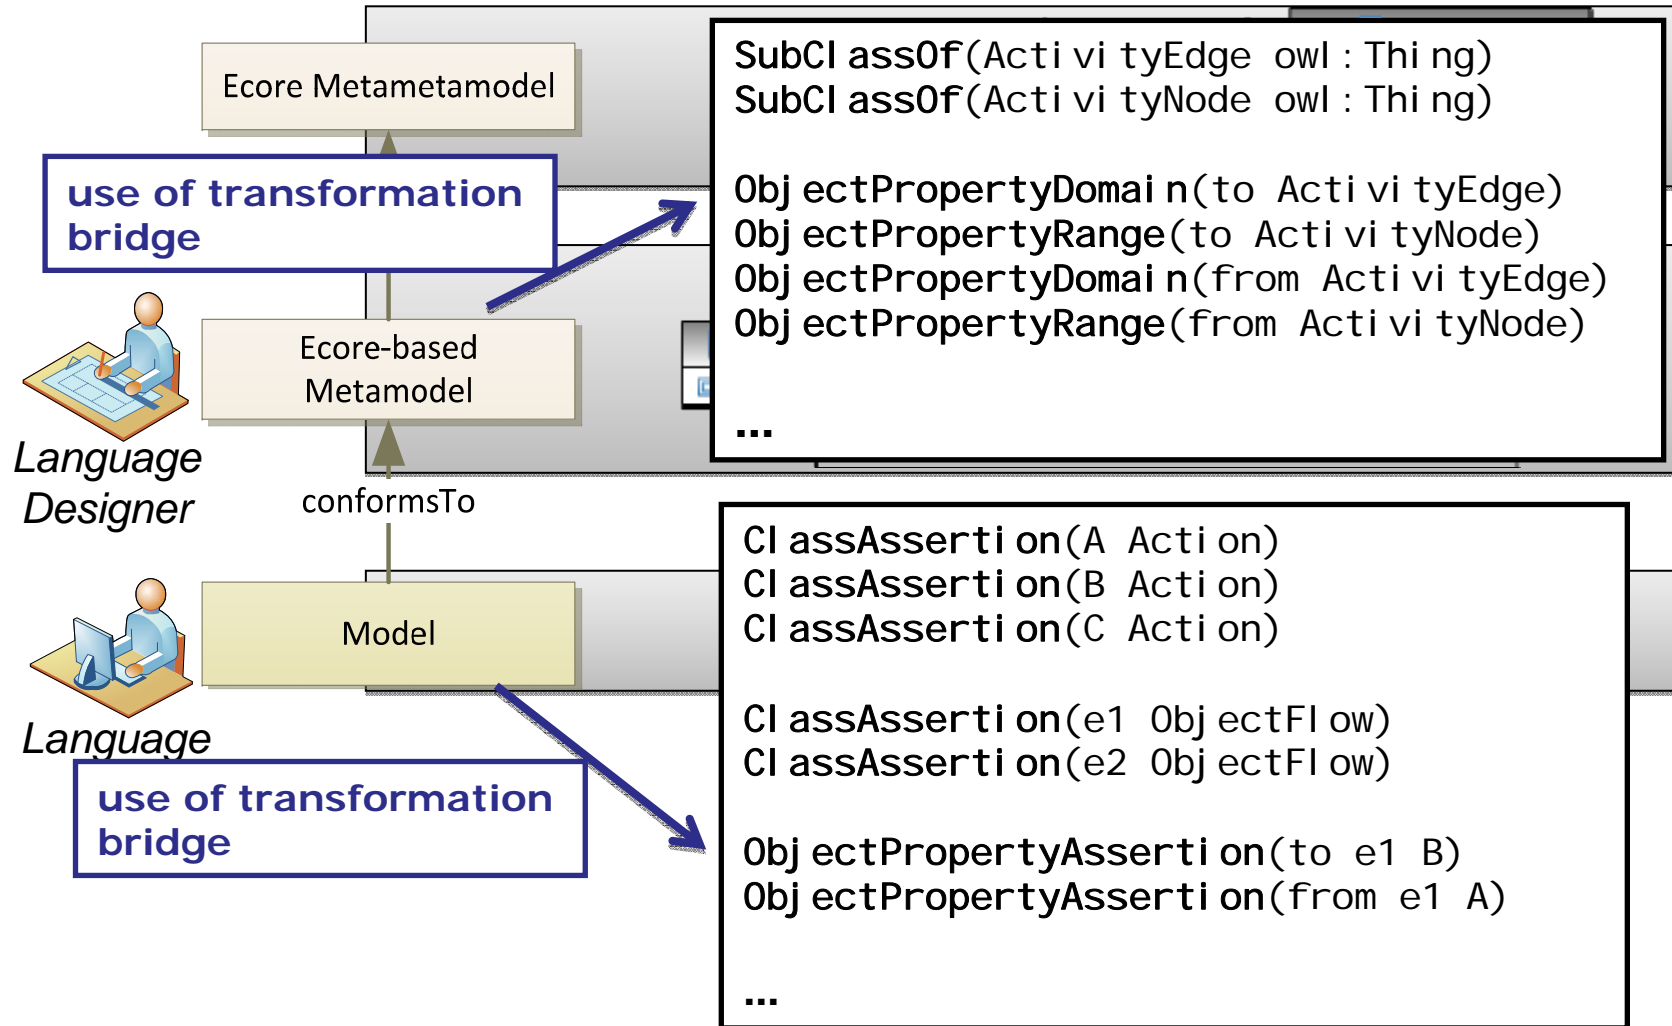 Ecore Metametamodel
use of transformation
bridge
SubClassOf(ActivityEdge owl:Thing)
SubClassOf(ActivityNode owl:Thing)
ObjectPropertyDomain(to ActivityEdge)
ObjectPropertyRange(to ActivityNode)
ObjectPropertyDomain(from ActivityEdge)
ObjectPropertyRange(from ActivityNode)
...
Ecore-based
Metamodel
Language
Designer
conformsTo
Model
Language
use of transformation
bridge
ClassAssertion(A Action)
ClassAssertion(B Action)
ClassAssertion(C Action)
ClassAssertion(e1 ObjectFlow)
ClassAssertion(e2 ObjectFlow)
ObjectPropertyAssertion(to e1 B)
ObjectPropertyAssertion(from e1 A)
...